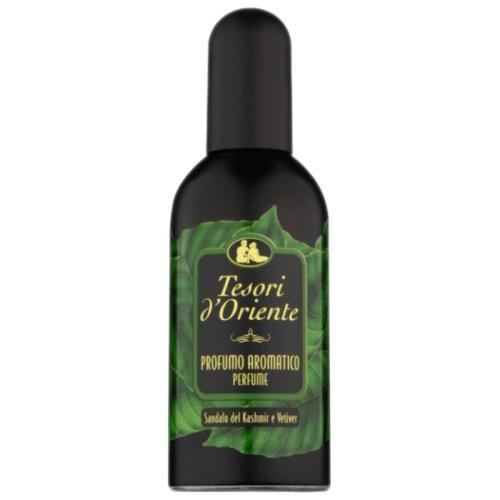 Tesori
d'Oriente
PROFUMO AROMATICO
PERFUME
Sandalo del Kashmir e Vetiver